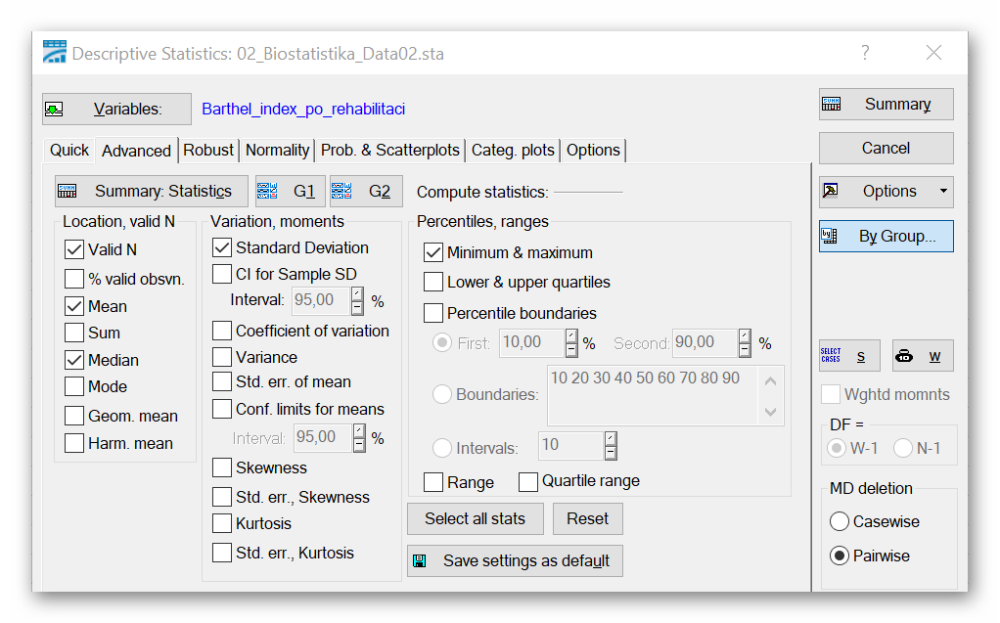 Descriptive Statistics: 02_Biostatistika_Data02.sta
?
Variables:
Barthel_index_po_rehabilitaci
Quick
Advanced
Robust
Normality
Prob. & Scatterplots
Categ. plots
Options
Summary: Statistics
G1
G2
Compute statistics:
Location, valid N
Valid N
% valid obsvn.
Mean
Sum
Median
Mode
Geom. mean
Harm. mean
Variation, moments
Standard Deviation
CI for Sample SD
Interval: 95,00 %
Coefficient of variation
Variance
Std. err. of mean
Conf. limits for means
Interval: 95,00 %
Skewness
Std. err., Skewness
Kurtosis
Std. err., Kurtosis
Percentiles, ranges
Minimum & maximum
Lower & upper quartiles
Percentile boundaries
First: 10,00 % Second: 90,00 %
Boundaries: 10 20 30 40 50 60 70 80 90
Intervals: 10
Range
Quartile range
Select all stats
Reset
Save settings as default
Summary
Cancel
Options
By Group...
SELECT CASES S
W
Wghtd momnts
DF =
W-1
N-1
MD deletion
Casewise
Pairwise